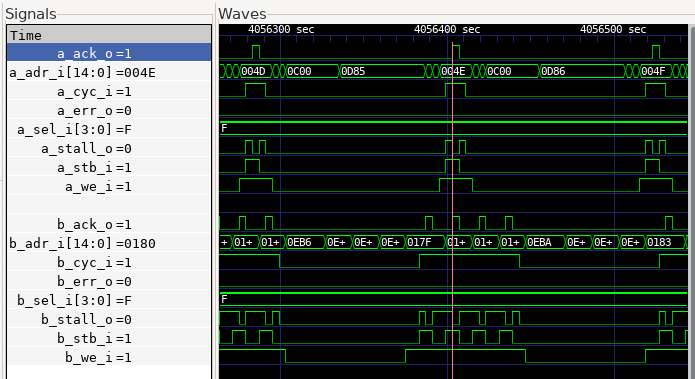 Signals
Waves
Time
4056300 sec 4056400 sec 4056500 sec
a_ack_o=1
a_adr_i[14:0]=004E 004D 0C00 0D85 004E 0C00 0D86 004F
a_cyc_i=1
a_err_o=0
a_sel_i[3:0]=F F
a_stall_o=0
a_stb_i=1
a_we_i=1
b_ack_o=1
b_adr_i[14:0]=0180 + 01+ 01+ 0EB6 0E+ 0E+ 0E+ 017F 01+ 01+ 01+ 0EBA 0E+ 0E+ 0E+ 0183
b_cyc_i=1
b_err_o=0
b_sel_i[3:0]=F F
b_stall_o=0
b_stb_i=1
b_we_i=1